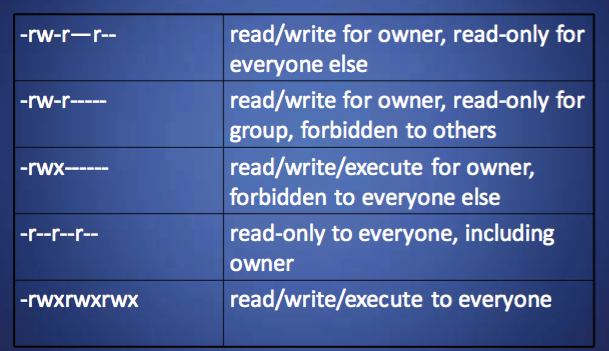 -rw-r—r-- read/write for owner, read-only for
everyone else
-rw-r----- read/write for owner, read-only for
group, forbidden to others
-rwx------ read/write/execute for owner,
forbidden to everyone else
-r--r--r-- read-only to everyone, including
owner
-rwxrwxrwx read/write/execute to everyone